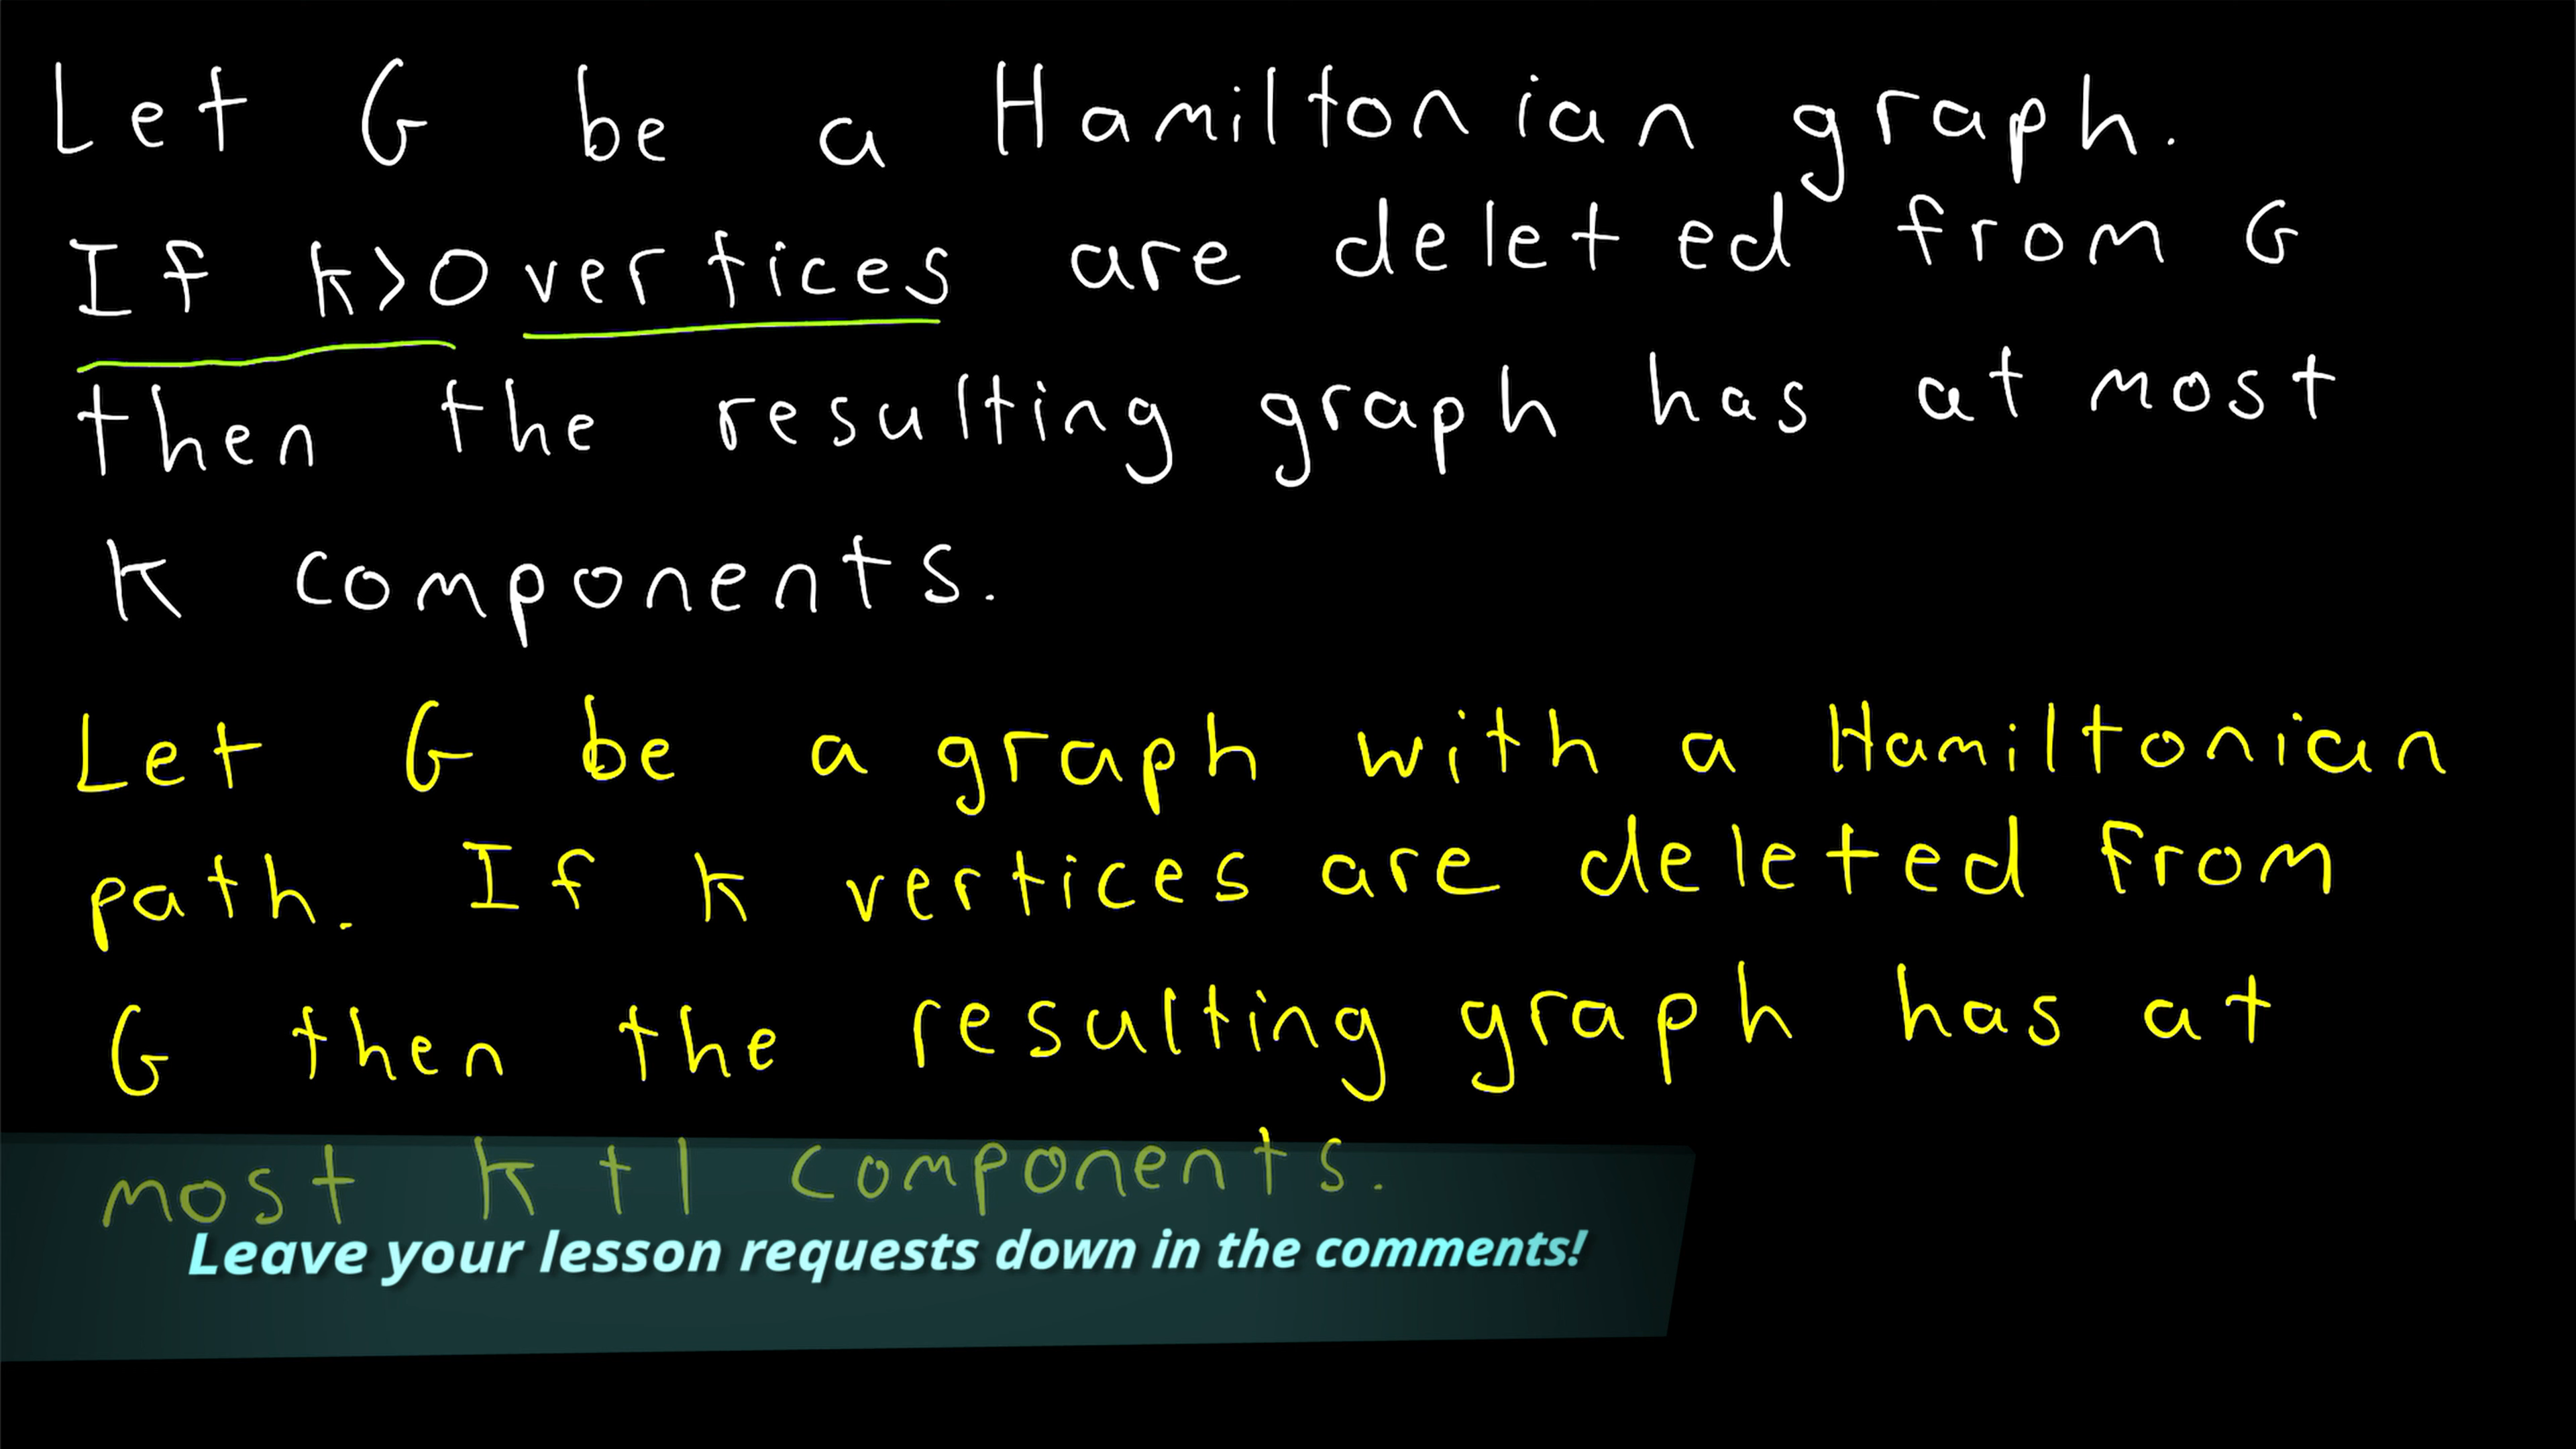 Let G be a Hamiltonian graph.
If k>0 vertices are deleted from G
then the resulting graph has at most
k components.
Let G be a graph with a Hamiltonian
path. If k vertices are deleted from
G then the resulting graph has at
most k+1 components.
Leave your lesson requests down in the comments!